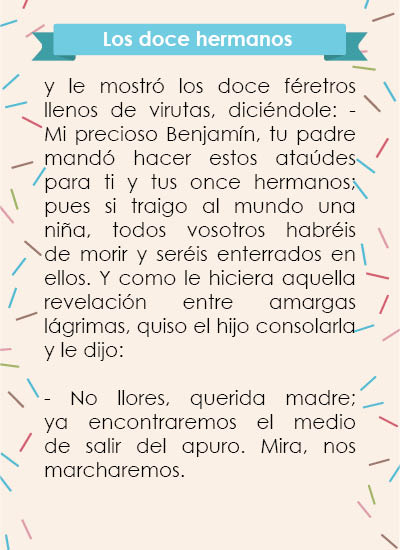 Los doce hermanos
y le mostró los doce féretros
llenos de virutas, diciéndole: -
Mi precioso Benjamín, tu padre
mandó hacer estos ataúdes
para ti y tus once hermanos;
pues si traigo al mundo una
niña, todos vosotros habréis
de morir y seréis enterrados en
ellos. Y como le hiciera aquella
revelación entre amargas
lágrimas, quiso el hijo consolarla
y le dijo:
- No llores, querida madre;
ya encontraremos el medio
de salir del apuro. Mira, nos
marcharemos.